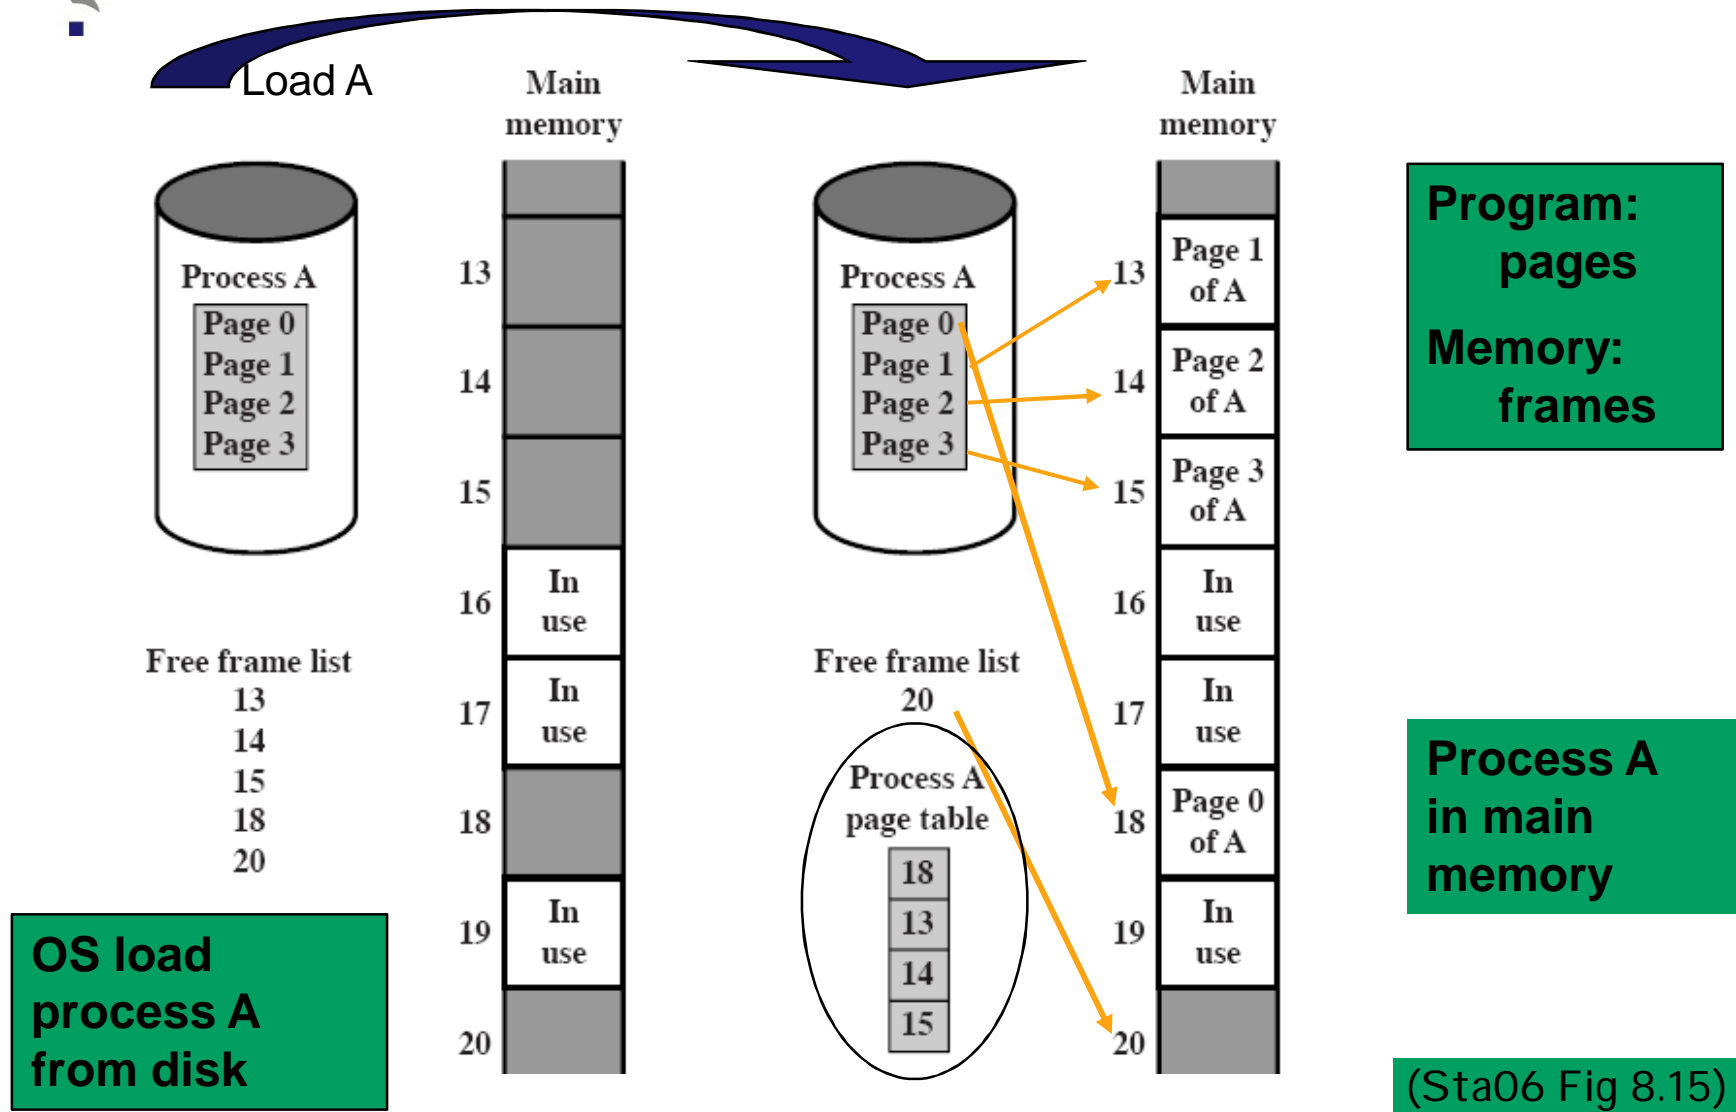 Load A
Main
memory
Process A
Page 0
Page 1
Page 2
Page 3
Free frame list
13
14
15
18
20
13
14
15
16
In
use
17
In
use
18
19
In
use
20
OS load
process A
from disk
Process A
Page 0
Page 1
Page 2
Page 3
Free frame list
20
Process A
page table
18
13
14
15
Main
memory
13
Page 1
of A
14
Page 2
of A
15
Page 3
of A
16
In
use
17
In
use
18
Page 0
of A
19
In
use
20
Program:
pages
Memory:
frames
Process A
in main
memory
(Sta06 Fig 8.15)